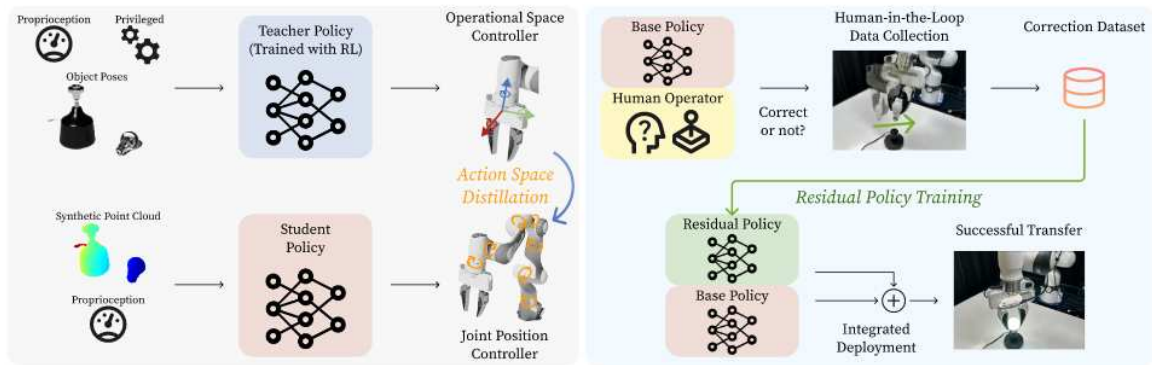 Proprioception
Privileged
Object Poses
Teacher Policy
(Trained with RL)
Operational Space
Controller
Action Space
Distillation
Synthetic Point Cloud
Proprioception
Student
Policy
Joint Position
Controller
Base Policy
Human Operator
?
Correct
or not?
Human-in-the-Loop
Data Collection
Correction Dataset
Residual Policy Training
Residual Policy
Base Policy
Integrated
Deployment
Successful Transfer